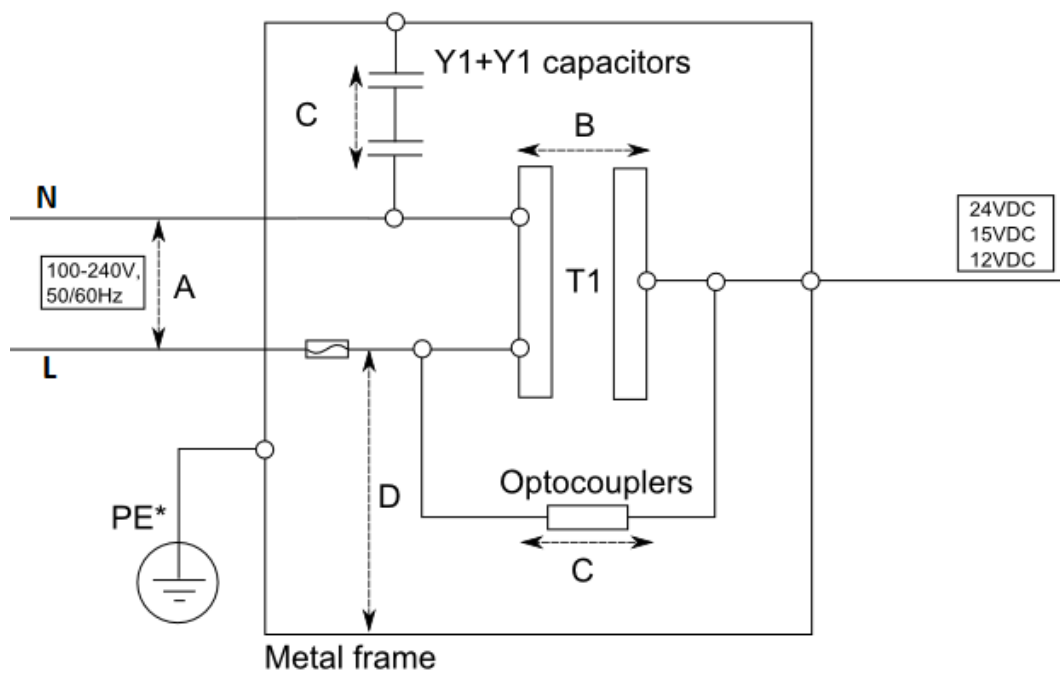 Y1+Y1 capacitors
C
B
N
100-240V,
50/60Hz
A
T1
24VDC
15VDC
12VDC
L
D
Optocouplers
C
PE*
Metal frame